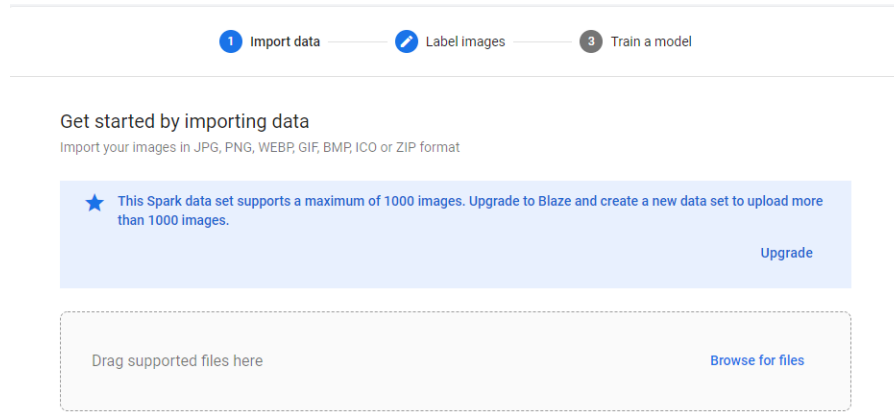 1 Import data Label images 3 Train a model
Get started by importing data
Import your images in JPG, PNG, WEBP, GIF, BMP, ICO or ZIP format
This Spark data set supports a maximum of 1000 images. Upgrade to Blaze and create a new data set to upload more
than 1000 images.
Upgrade
Drag supported files here Browse for files